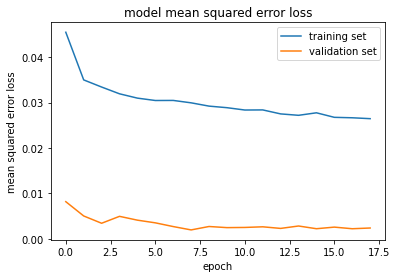 model mean squared error loss
training set
validation set
mean squared error loss
0.04
0.03
0.02
0.01
0.00
0.0 2.5 5.0 7.5 10.0 12.5 15.0 17.5
epoch